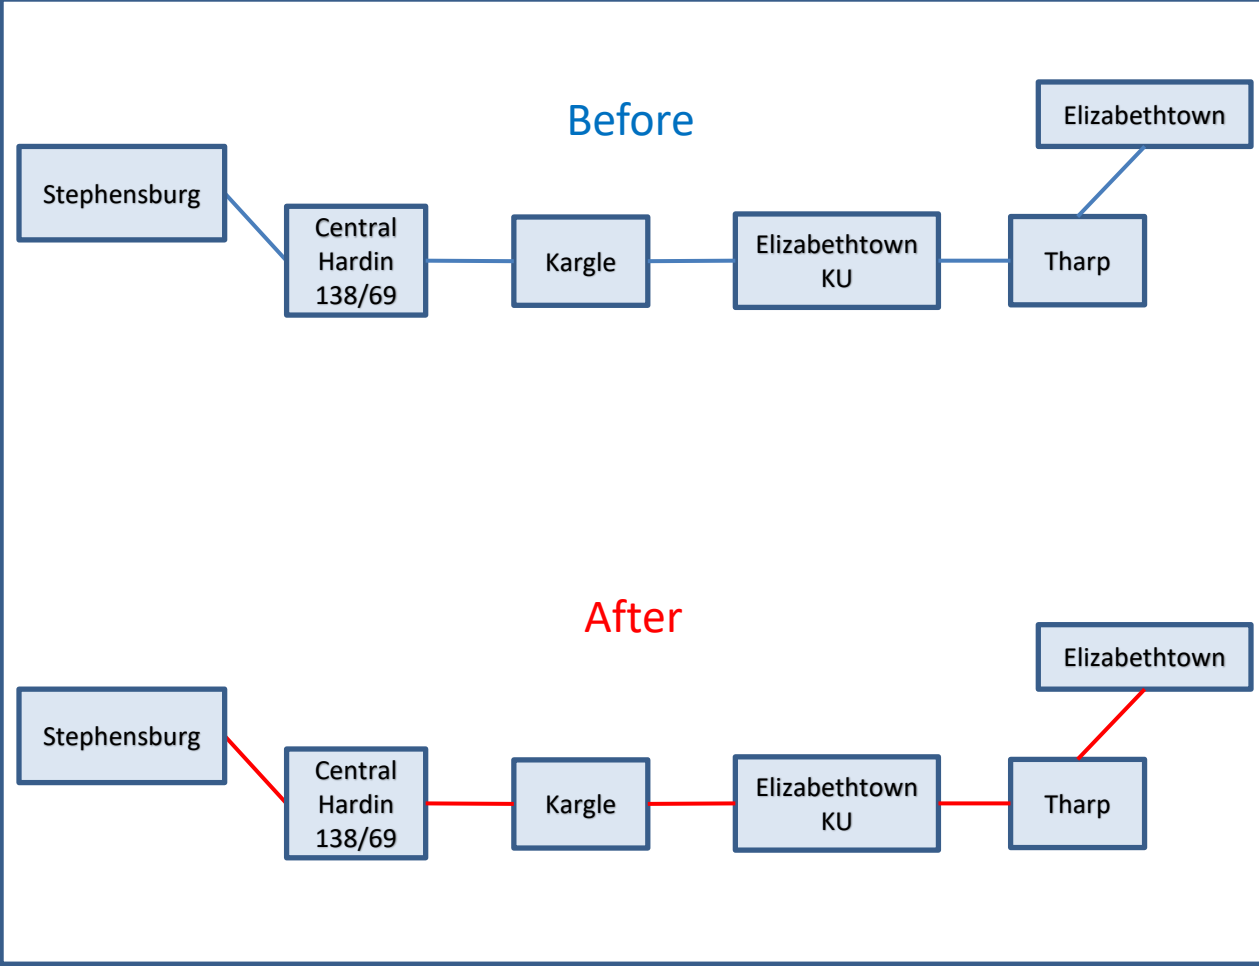 Before
Elizabethtown
Stephensburg
Central
Hardin
138/69
Kargle
Elizabethtown
KU
Tharp
After
Elizabethtown
Stephensburg
Central
Hardin
138/69
Kargle
Elizabethtown
KU
Tharp